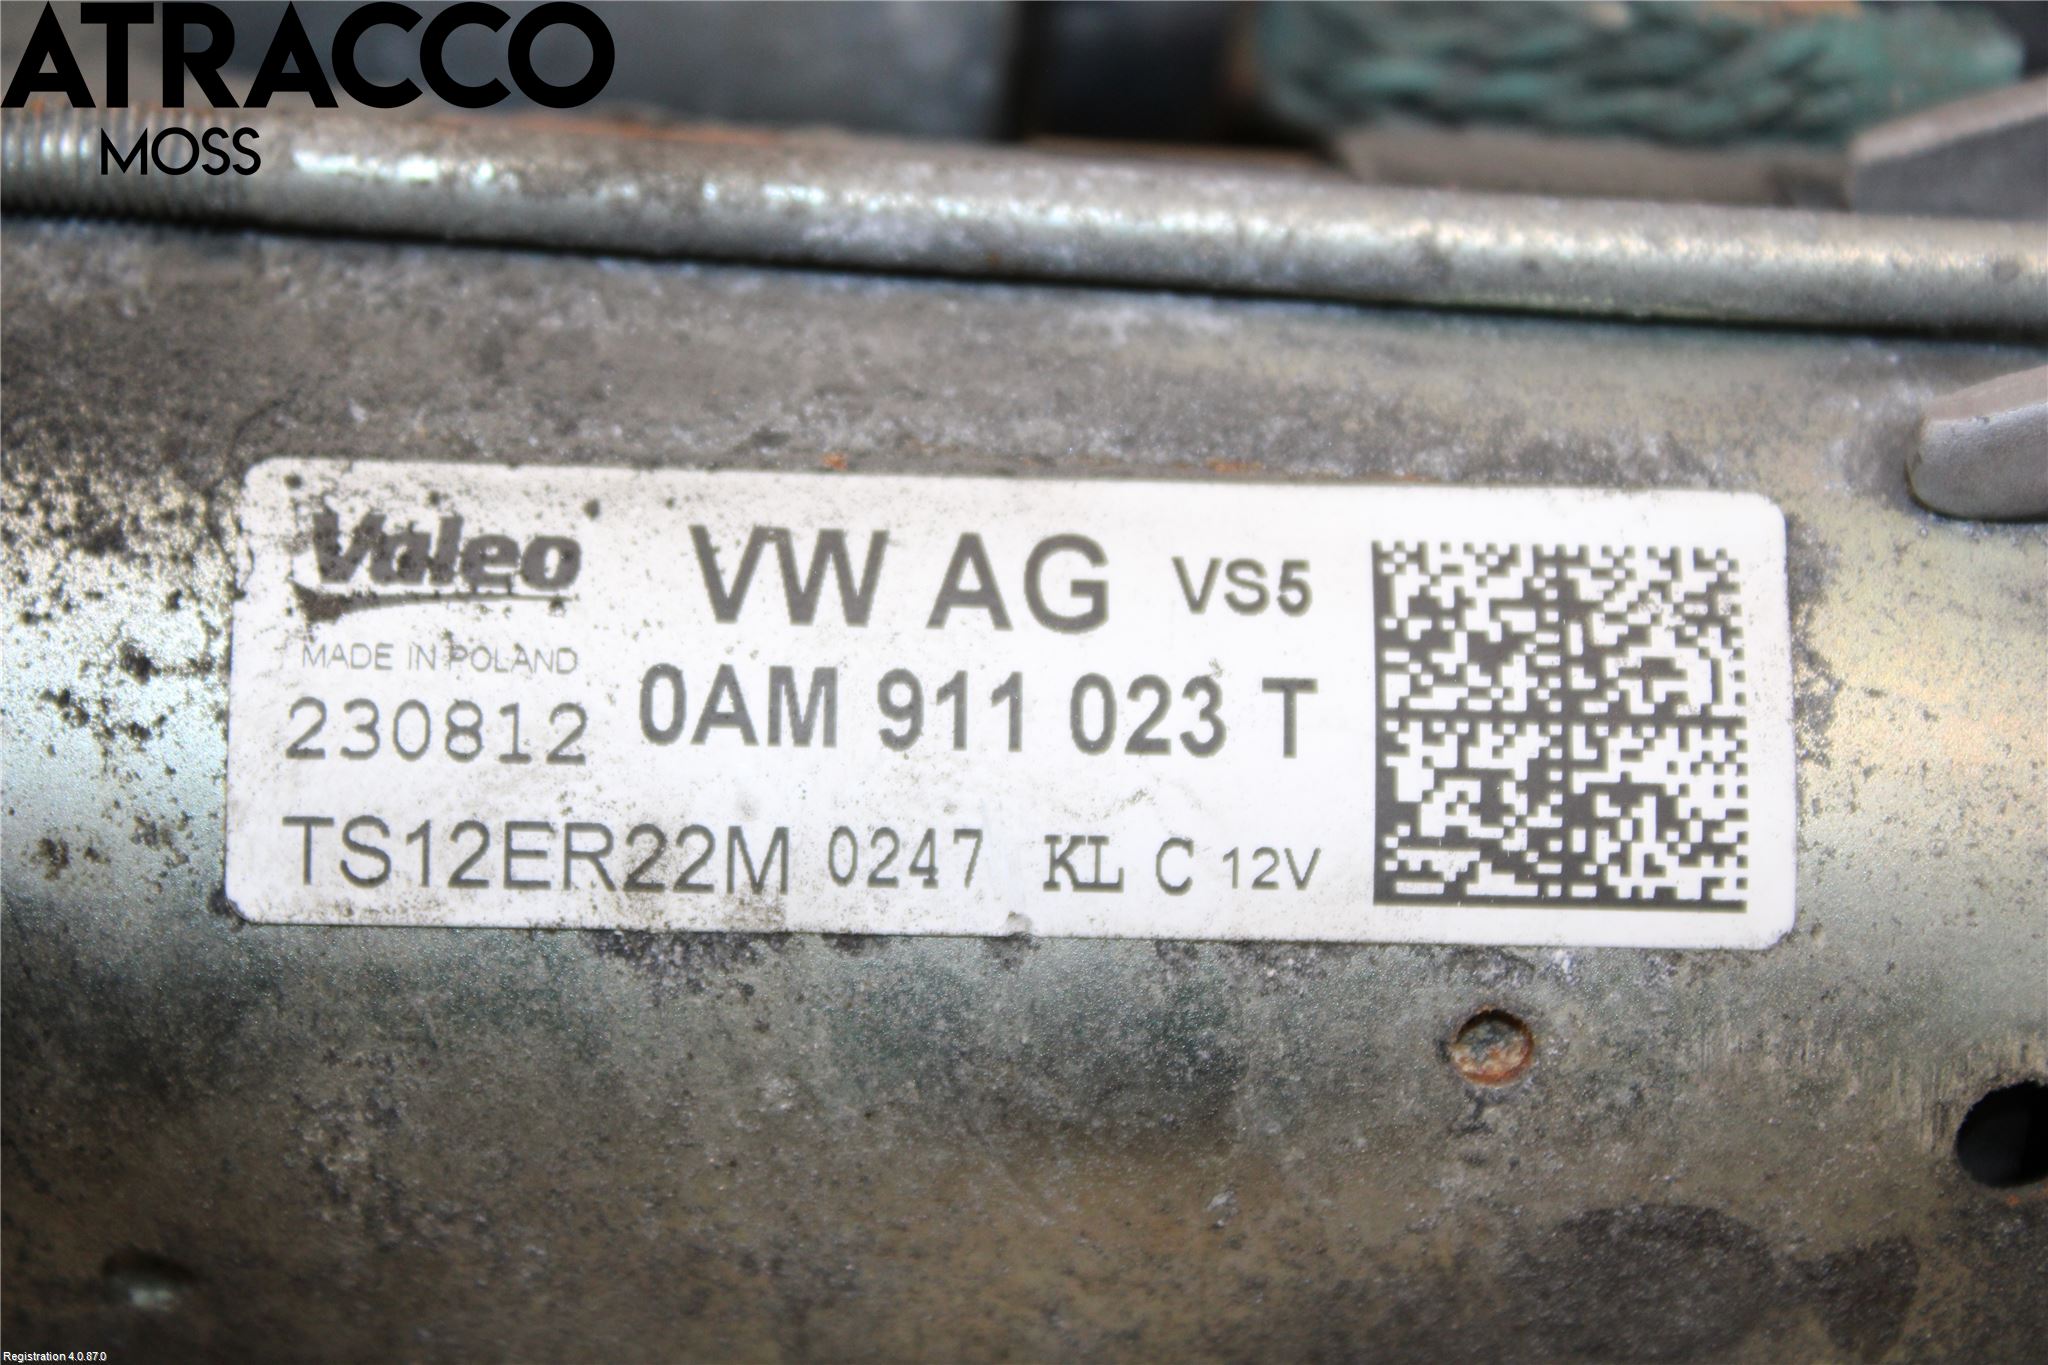 ATRACCO
MOSS
Valeo VW AG VS5
MADE IN POLAND
230812 0AM 911 023 T
TS12ER22M 0247 KL C 12V
Registration 4.0.87.0